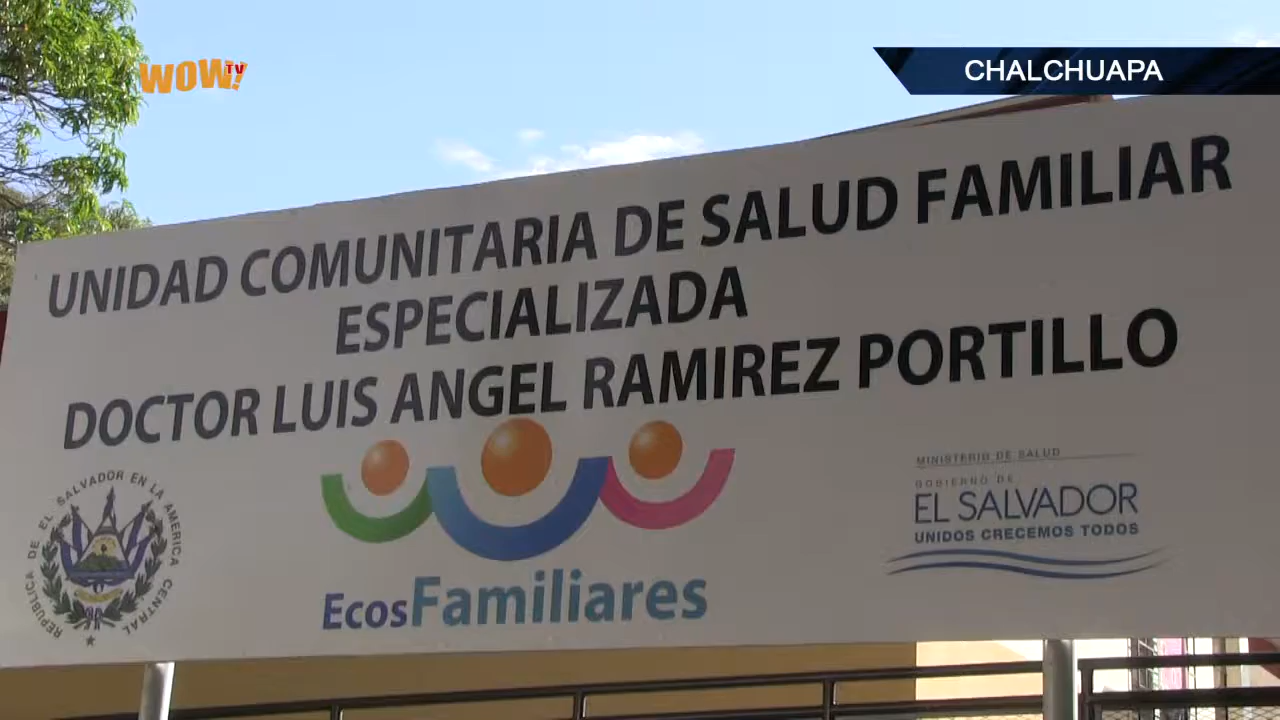 WOW!
TV
CHALCHUAPA
UNIDAD COMUNITARIA DE SALUD FAMILIAR
ESPECIALIZADA
DOCTOR LUIS ANGEL RAMIREZ PORTILLO
REPUBLICA DE EL SALVADOR EN LA AMERICA CENTRAL
EcosFamiliares
MINISTERIO DE SALUD
GOBIERNO DE
EL SALVADOR
UNIDOS CRECEMOS TODOS